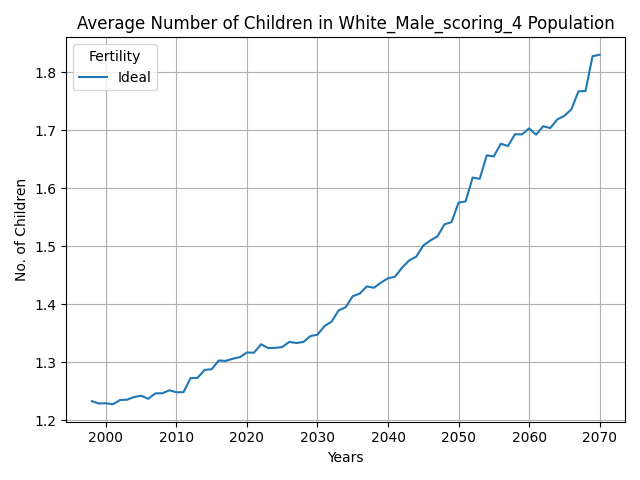 Average Number of Children in White_Male_scoring_4 Population
Fertility
Ideal
No. of Children
1.8
1.7
1.6
1.5
1.4
1.3
1.2
2000 2010 2020 2030 2040 2050 2060 2070
Years